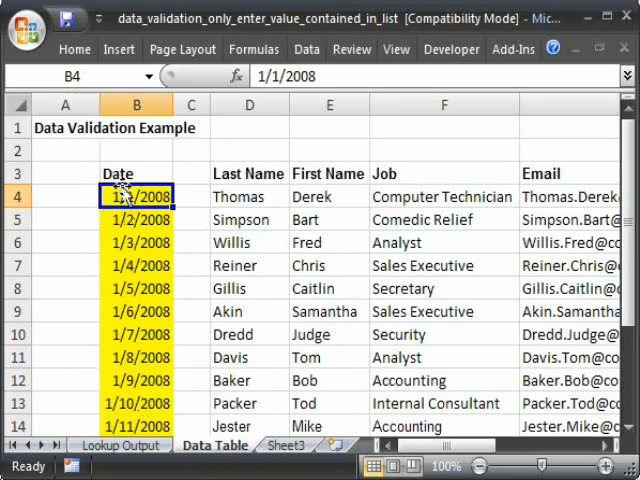 data_validation_only_enter_value_contained_in_list [Compatibility Mode] - Mic...
Home Insert Page Layout Formulas Data Review View Developer Add-Ins
B4 fx 1/1/2008
A B C D E F
1 Data Validation Example
2
3 Date Last Name First Name Job Email
4 1/1/2008 Thomas Derek Computer Technician Thomas.Derek@
5 1/2/2008 Simpson Bart Comedic Relief Simpson.Bart@
6 1/3/2008 Willis Fred Analyst Willis.Fred@co
7 1/4/2008 Reiner Chris Sales Executive Reiner.Chris@c
8 1/5/2008 Gillis Caitlin Secretary Gillis.Caitlin@c
9 1/6/2008 Akin Samantha Sales Executive Akin.Samantha
10 1/7/2008 Dredd Judge Security Dredd.Judge@
11 1/8/2008 Davis Tom Analyst Davis.Tom@co
12 1/9/2008 Baker Bob Accounting Baker.Bob@co
13 1/10/2008 Packer Tod Internal Consultant Packer.Tod@co
14 1/11/2008 Jester Mike Accounting Jester.Mike@c
Lookup Output Data Table Sheet3
Ready 100%